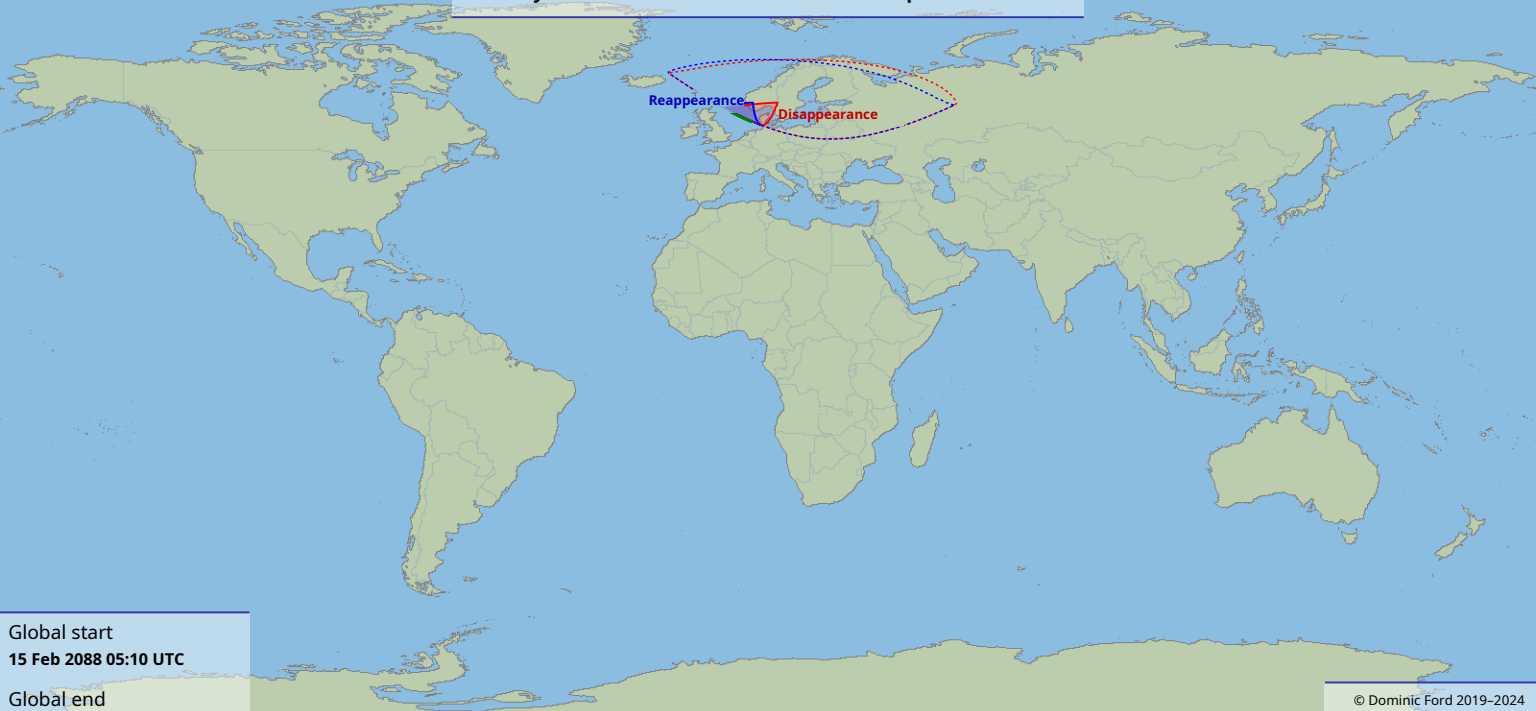 Reappearance
Disappearance
Global start
15 Feb 2088 05:10 UTC
Global end
© Dominic Ford 2019–2024